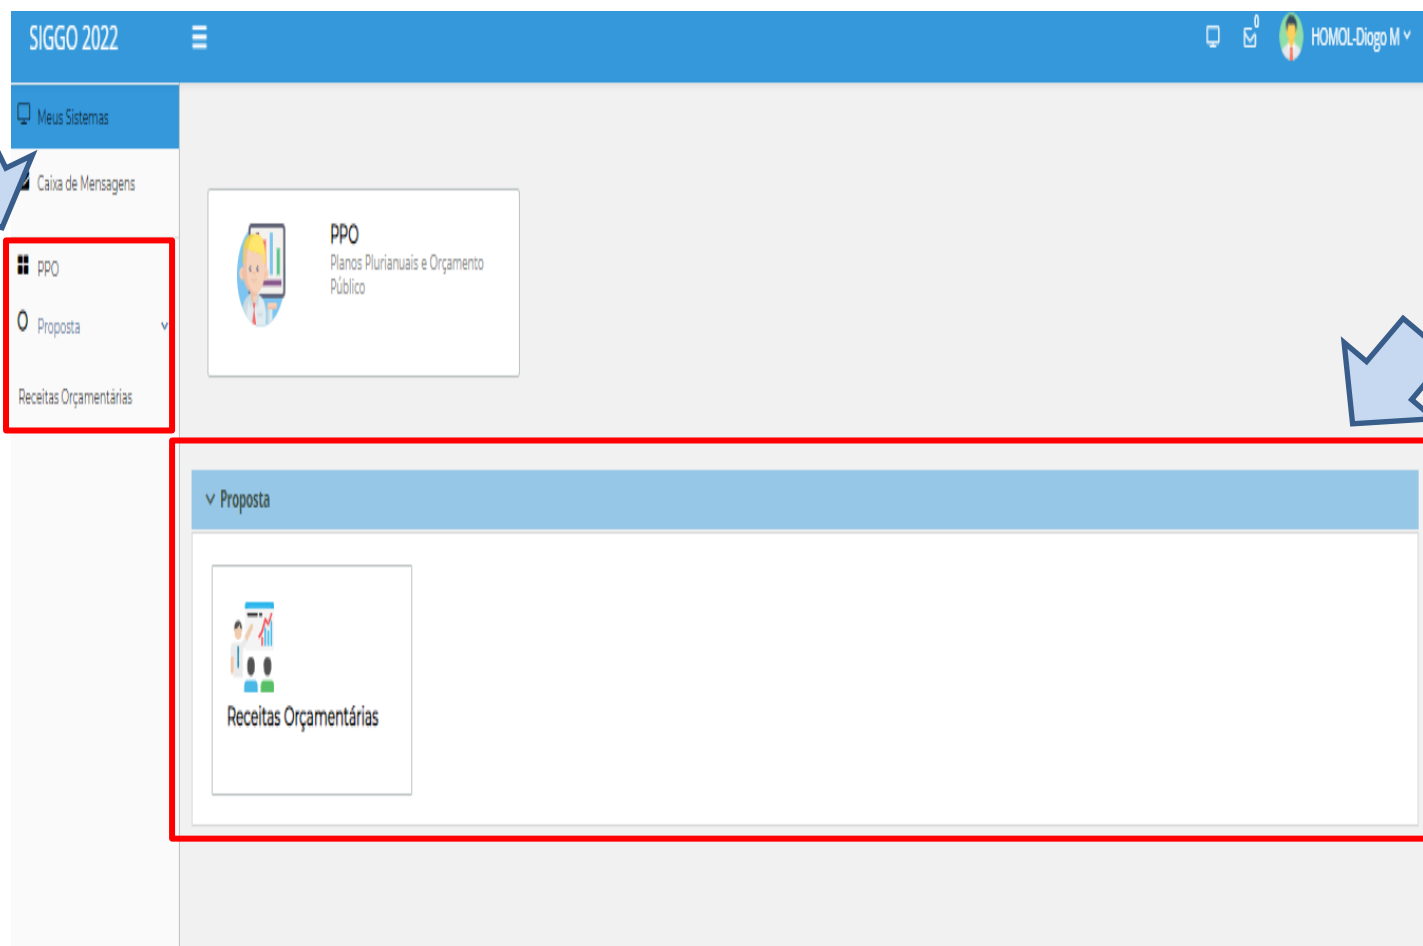 SIGGO 2022
0
HOMOL-Diogo M
Meus Sistemas
Caixa de Mensagens
PPO
Proposta
Receitas Orçamentárias
PPO
Planos Plurianuais e Orçamento
Público
Proposta
Receitas Orçamentárias